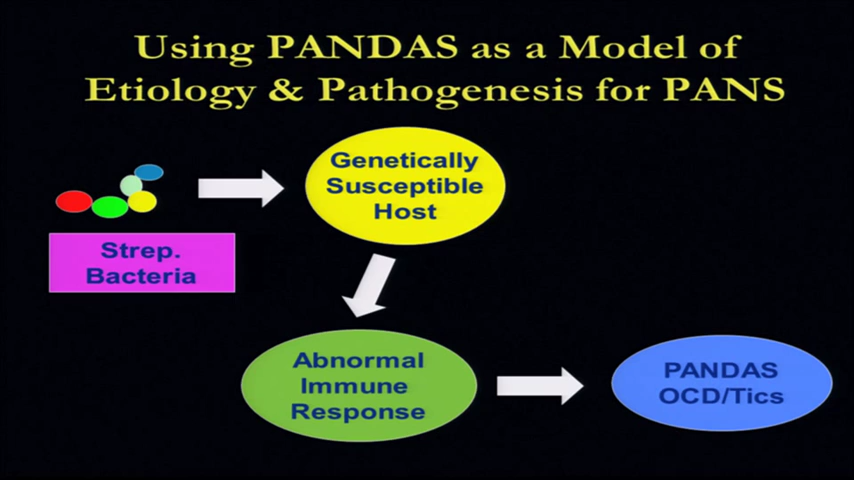 Using PANDAS as a Model of
Etiology & Pathogenesis for PANS
Genetically
Susceptible
Host
Strep.
Bacteria
Abnormal
Immune
Response
PANDAS
OCD/Tics